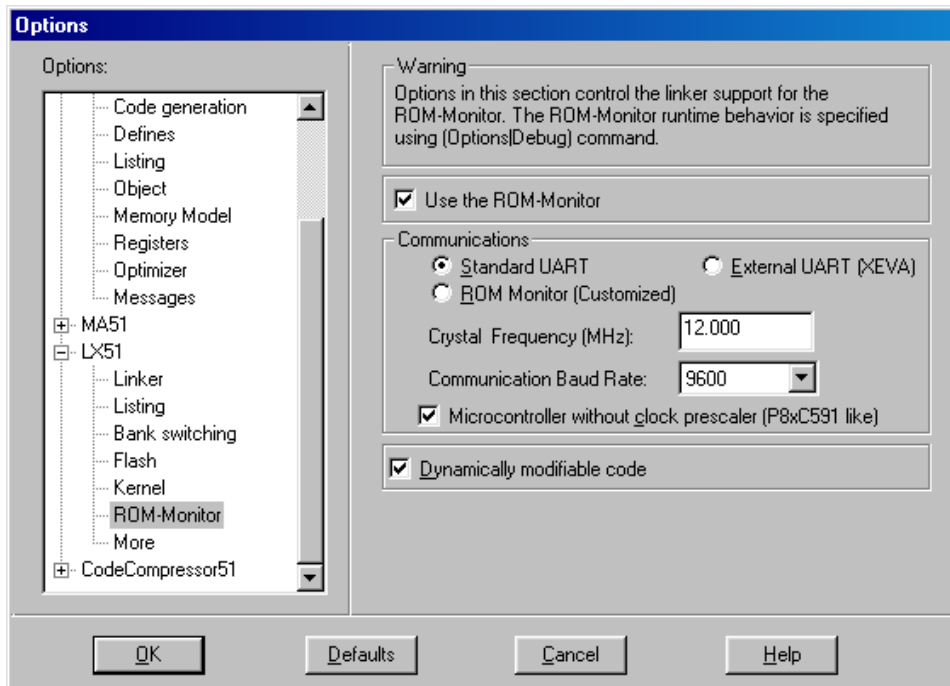 Options
Options:
Code generation
Defines
Listing
Object
Memory Model
Registers
Optimizer
Messages
MA51
LX51
Linker
Listing
Bank switching
Flash
Kernel
ROM-Monitor
More
CodeCompressor51
Warning
Options in this section control the linker support for the
ROM-Monitor. The ROM-Monitor runtime behavior is specified
using (Options|Debug) command.
Use the ROM-Monitor
Communications
Standard UART
External UART (XEVA)
ROM Monitor (Customized)
Crystal Frequency (MHz): 12.000
Communication Baud Rate: 9600
Microcontroller without clock prescaler (P8xC591 like)
Dynamically modifiable code
OK Defaults Cancel Help